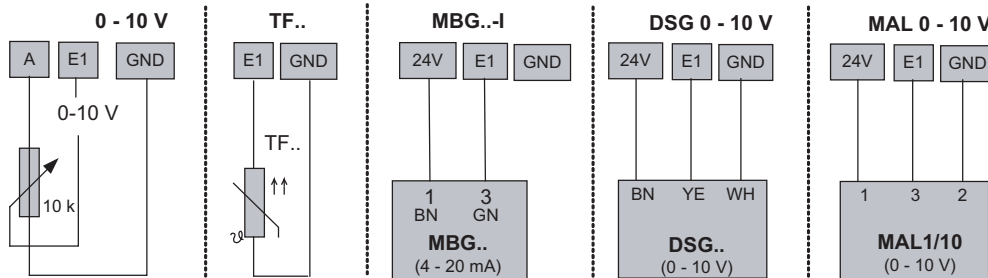 0 - 10 V
A E1 GND
0-10 V
10 k
TF..
E1 GND
TF..
ϑ
MBG..-I
24V E1 GND
1 3
BN GN
MBG..
(4 - 20 mA)
DSG 0 - 10 V
24V E1 GND
BN YE WH
DSG..
(0 - 10 V)
MAL 0 - 10 V
24V E1 GND
1 3 2
MAL1/10
(0 - 10 V)